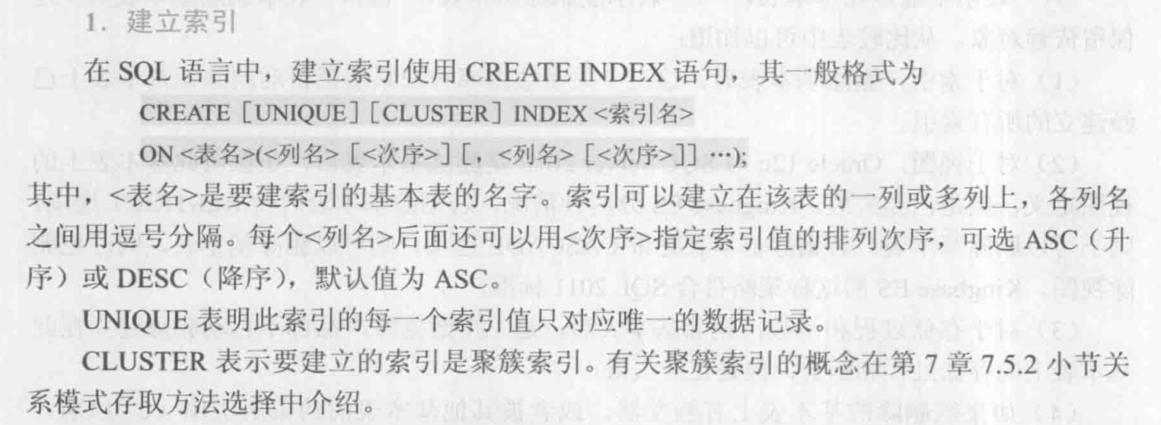 1．建立索引
在 SQL 语言中，建立索引使用 CREATE INDEX 语句，其一般格式为
CREATE［UNIQUE］［CLUSTER］INDEX <索引名>
ON <表名>(<列名>［<次序>］［，<列名>［<次序>］］…);
其中，<表名>是要建索引的基本表的名字。索引可以建立在该表的一列或多列上，各列名
之间用逗号分隔。每个<列名>后面还可以用<次序>指定索引值的排列次序，可选 ASC（升
序）或 DESC（降序），默认值为 ASC。
UNIQUE 表明此索引的每一个索引值只对应唯一的数据记录。
CLUSTER 表示要建立的索引是聚簇索引。有关聚簇索引的概念在第 7 章 7.5.2 小节关
系模式存取方法选择中介绍。